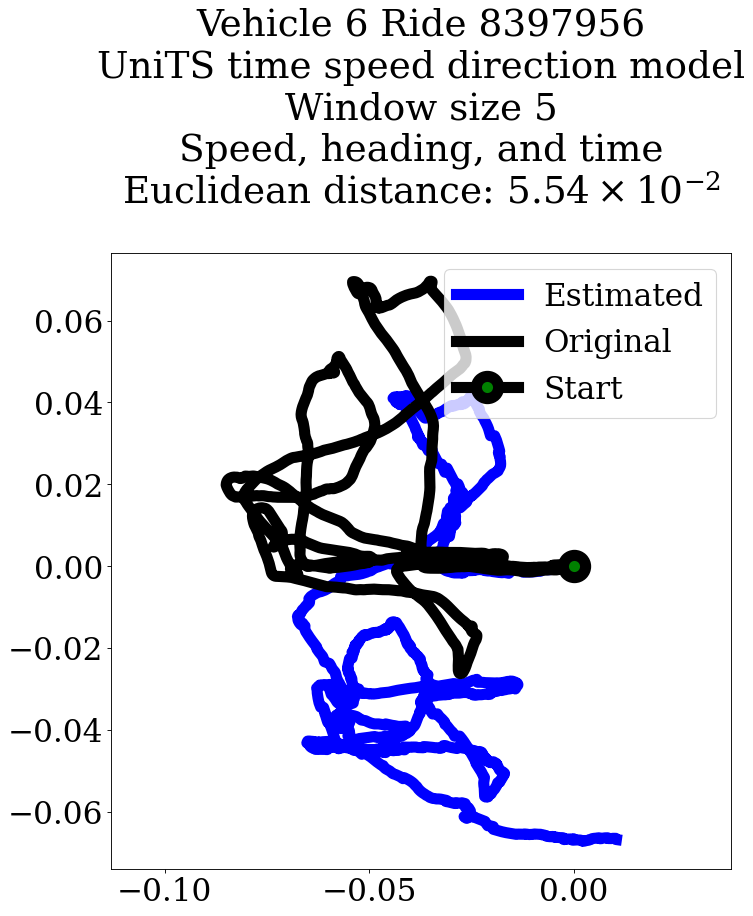 Vehicle 6 Ride 8397956
UniTS time speed direction model
Window size 5
Speed, heading, and time
Euclidean distance: 5.54 × 10⁻²
Estimated
Original
Start
0.06
0.04
0.02
0.00
−0.02
−0.04
−0.06
−0.10
−0.05
0.00